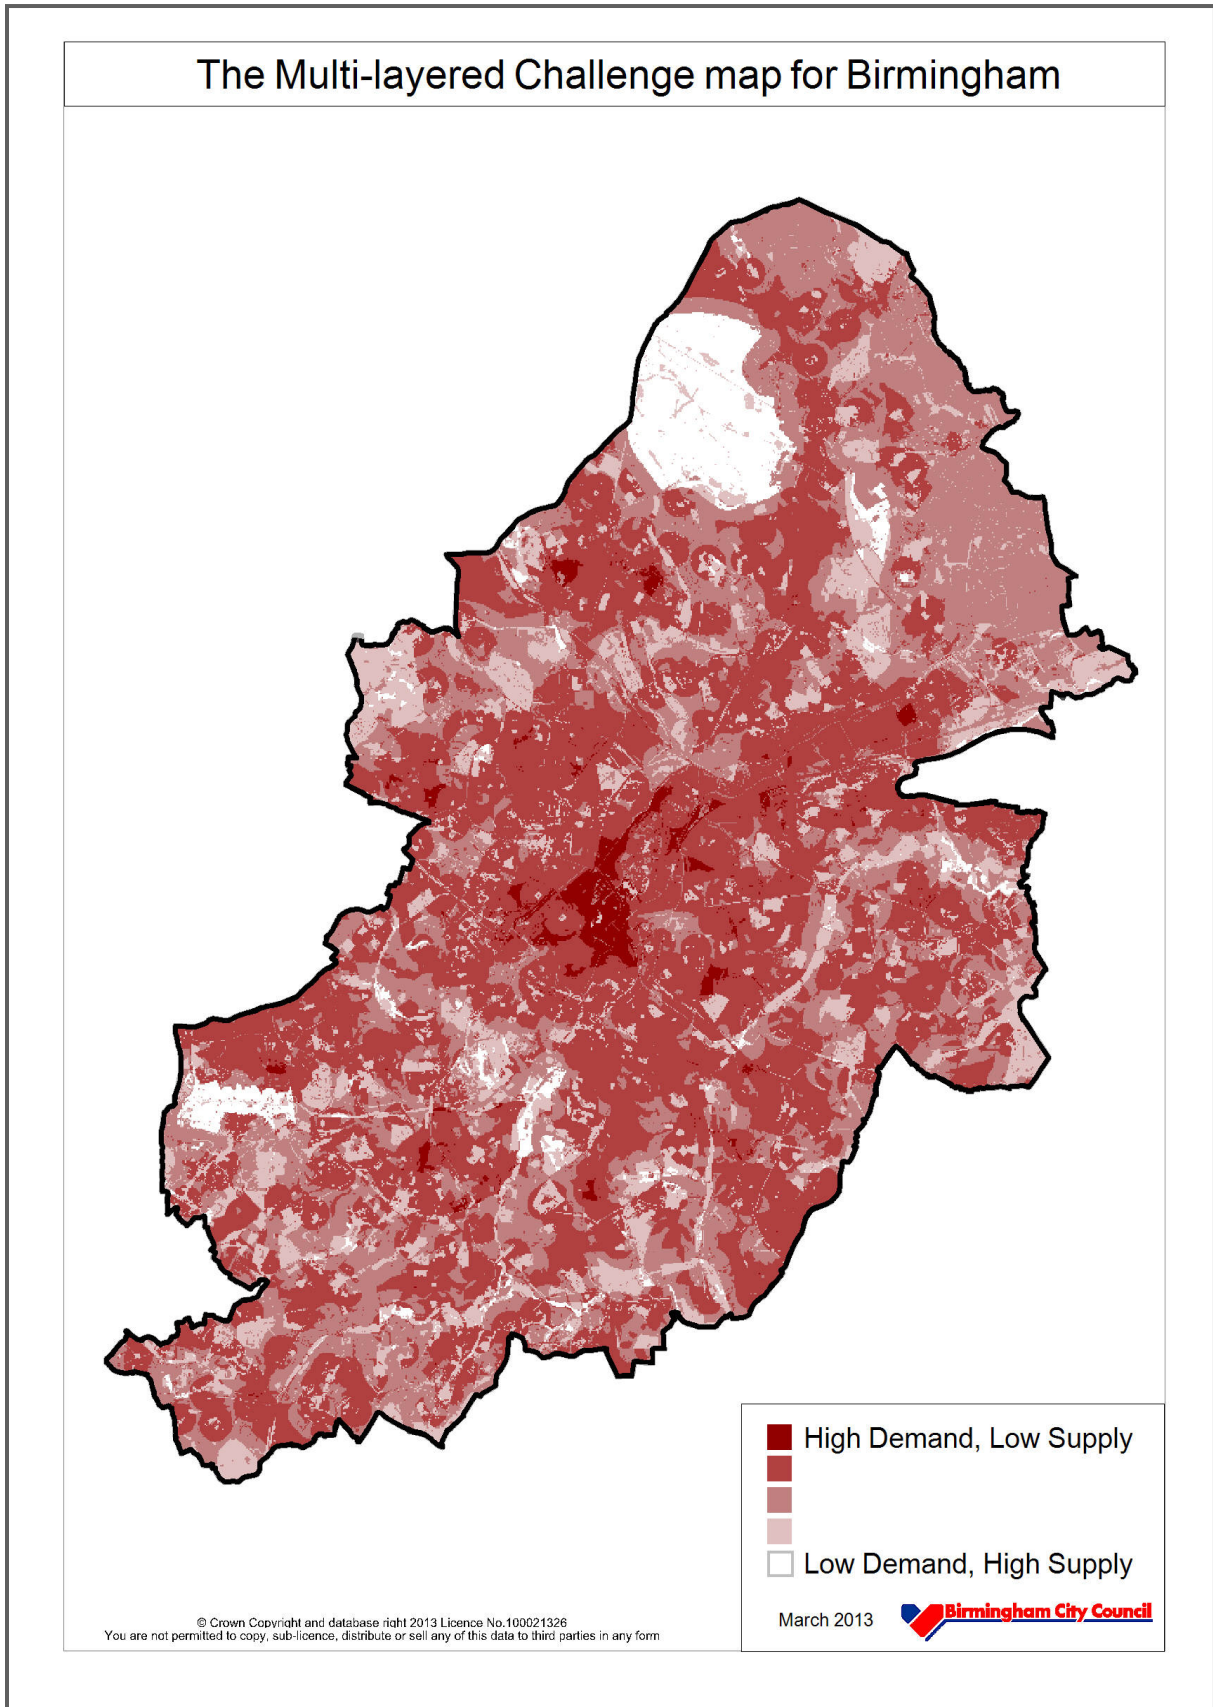 The Multi-layered Challenge map for Birmingham
High Demand, Low Supply
Low Demand, High Supply
March 2013
Birmingham City Council
© Crown Copyright and database right 2013 Licence No.100021326
You are not permitted to copy, sub-licence, distribute or sell any of this data to third parties in any form